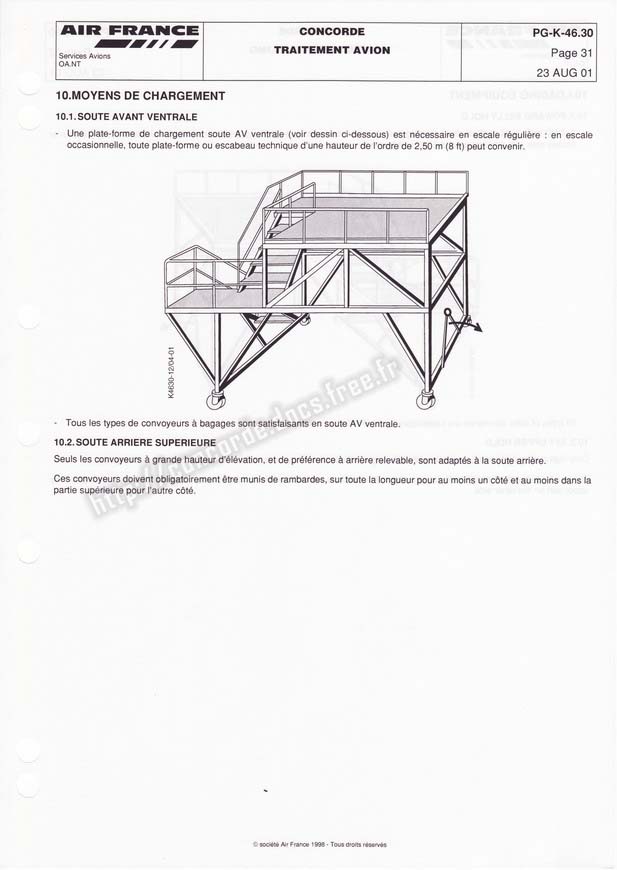 AIR FRANCE
Services Avions
OA.NT
CONCORDE
TRAITEMENT AVION
PG-K-46.30
Page 31
23 AUG 01
10.MOYENS DE CHARGEMENT
10.1. SOUTE AVANT VENTRALE
- Une plate-forme de chargement soute AV ventrale (voir dessin ci-dessous) est nécessaire en escale régulière : en escale
occasionnelle, toute plate-forme ou escabeau technique d'une hauteur de l'ordre de 2,50 m (8 ft) peut convenir.
K4630-12/04-01
- Tous les types de convoyeurs à bagages sont satisfaisants en soute AV ventrale.
10.2. SOUTE ARRIERE SUPERIEURE
Seuls les convoyeurs à grande hauteur d'élévation, et de préférence à arrière relevable, sont adaptés à la soute arrière.
Ces convoyeurs doivent obligatoirement être munis de rambardes, sur toute la longueur pour au moins un côté et au moins dans la
partie supérieure pour l'autre côté.
http://concorde.docs.free.fr
© société Air France 1998 - Tous droits réservés